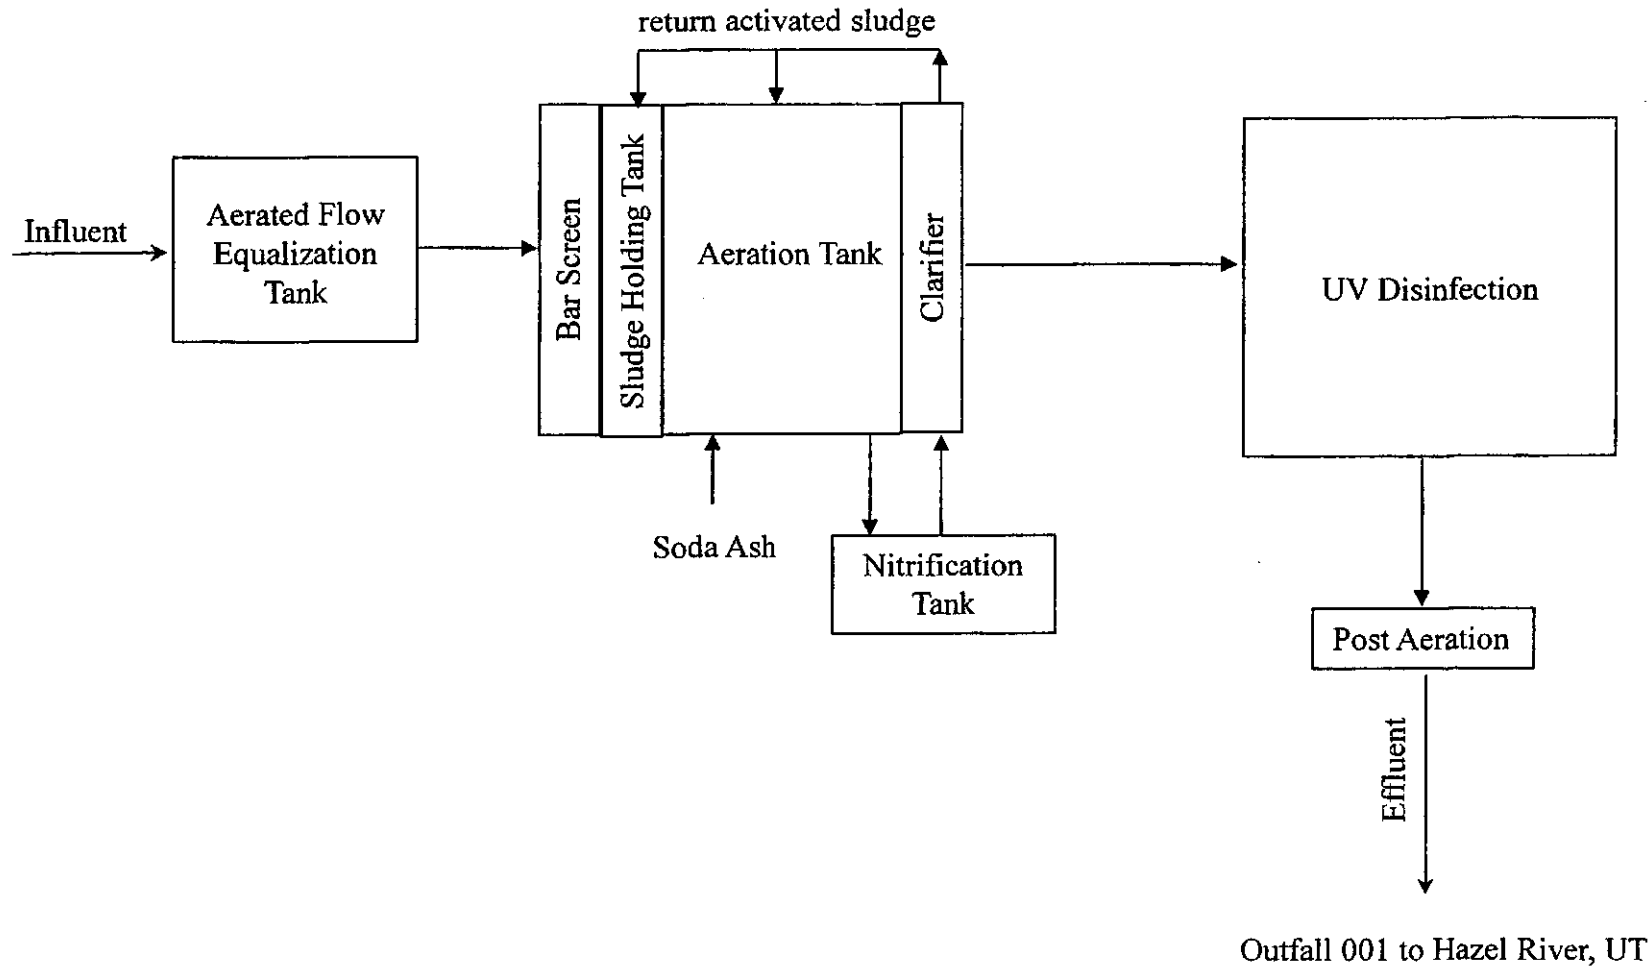 return activated sludge
Influent
Aerated Flow
Equalization
Tank
Bar Screen
Sludge Holding Tank
Aeration Tank
Clarifier
UV Disinfection
Soda Ash
Nitrification
Tank
Post Aeration
Effluent
Outfall 001 to Hazel River, UT